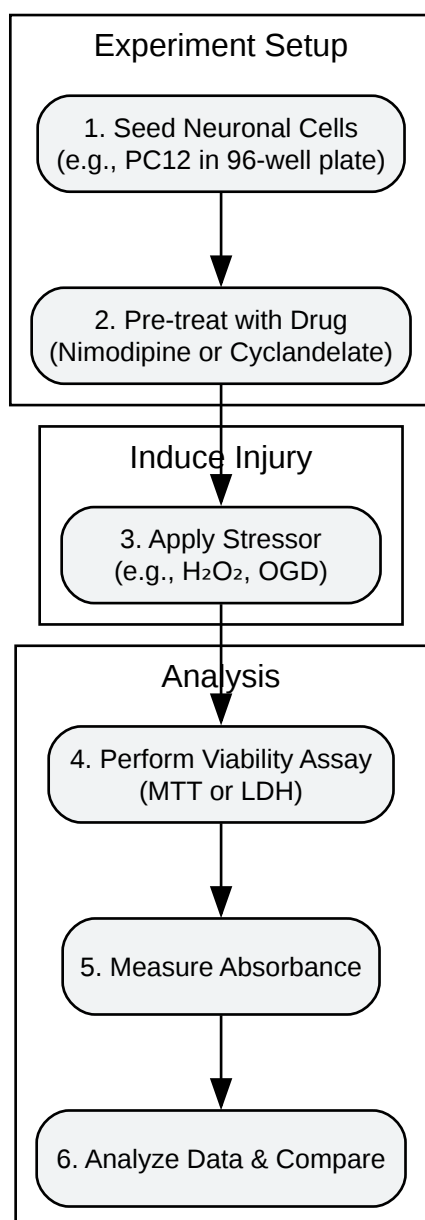 Experiment Setup
1. Seed Neuronal Cells
(e.g., PC12 in 96-well plate)
2. Pre-treat with Drug
(Nimodipine or Cyclandelate)
Induce Injury
3. Apply Stressor
(e.g., H₂O₂, OGD)
Analysis
4. Perform Viability Assay
(MTT or LDH)
5. Measure Absorbance
6. Analyze Data & Compare